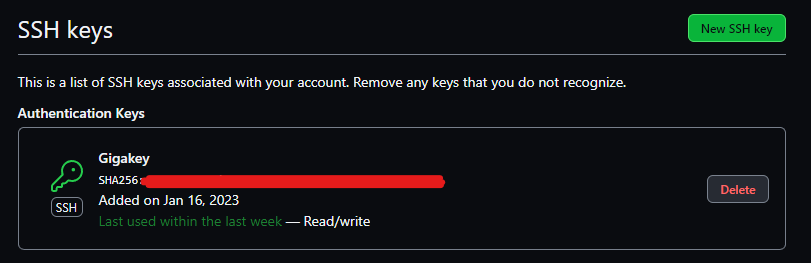 SSH keys
New SSH key
This is a list of SSH keys associated with your account. Remove any keys that you do not recognize.
Authentication Keys
Gigakey
SHA256:
Added on Jan 16, 2023
Last used within the last week — Read/write
SSH
Delete